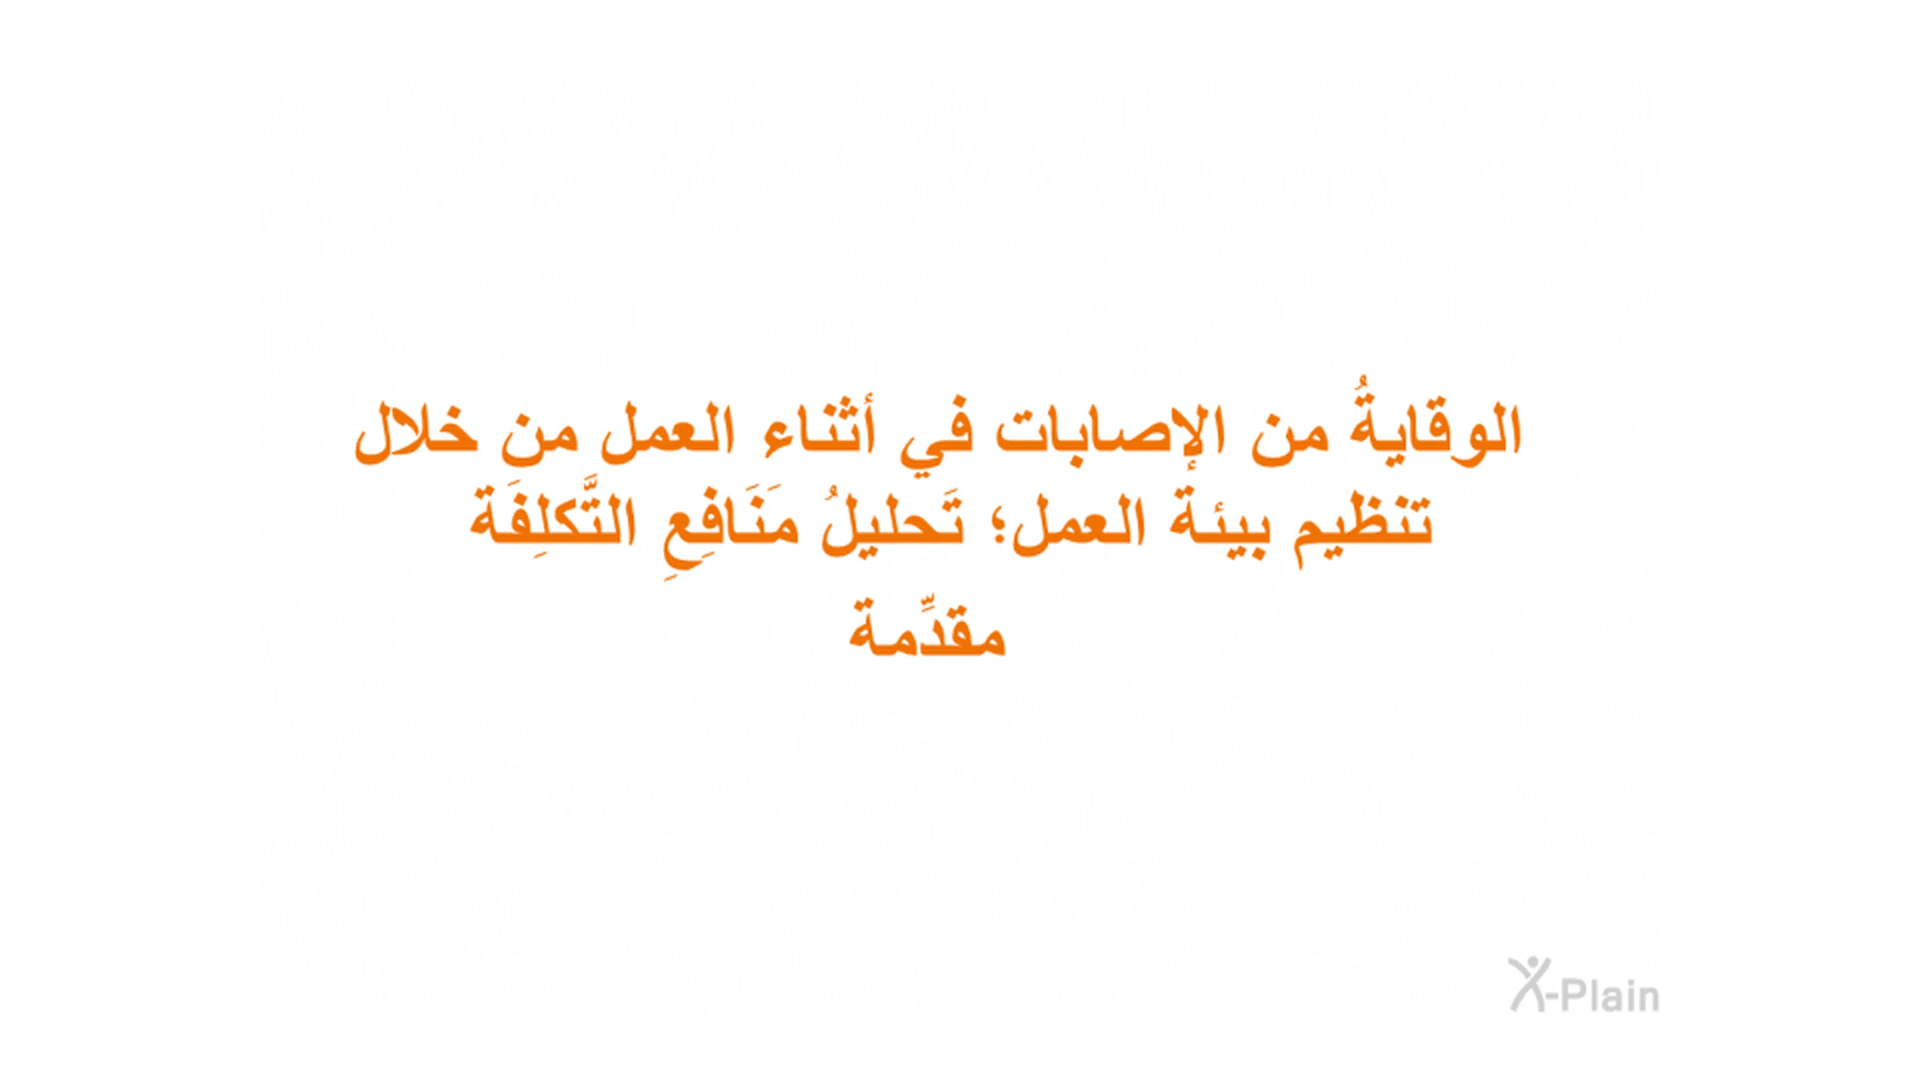 الوقايةُ من الإصابات في أثناء العمل من خلال
تنظيم بيئة العمل؛ تَحليلُ مَنَافِعِ التَّكلِفَة
مقدِّمة
X-Plain